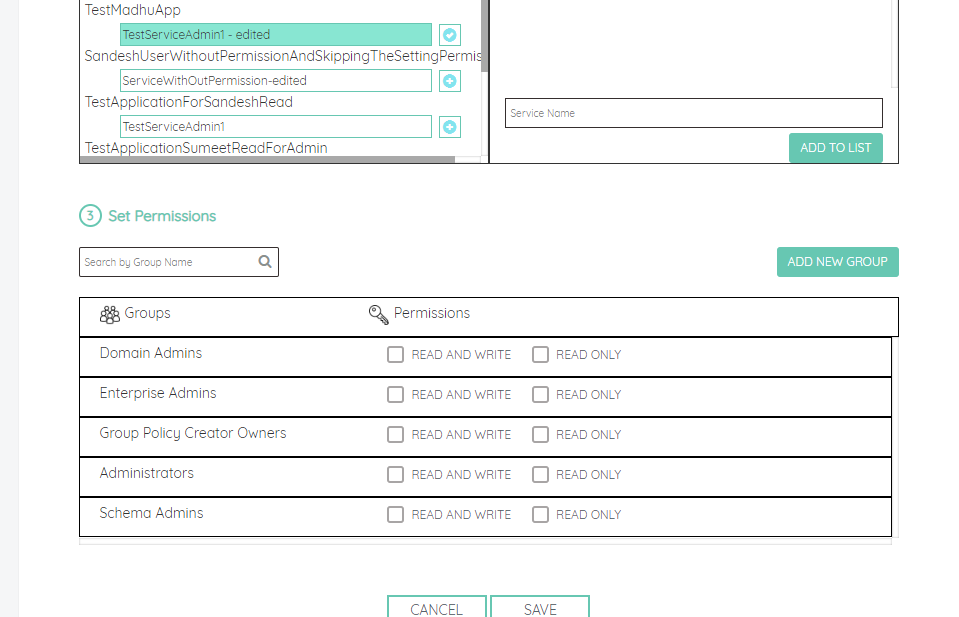 TestMadhuApp
TestServiceAdmin1 - edited
SandeshUserWithoutPermissionAndSkippingTheSettingPermis
ServiceWithOutPermission-edited
TestApplicationForSandeshRead
TestServiceAdmin1
TestApplicationSumeetReadForAdmin
Service Name
ADD TO LIST
3 Set Permissions
Search by Group Name
ADD NEW GROUP
Groups Permissions
Domain Admins READ AND WRITE READ ONLY
Enterprise Admins READ AND WRITE READ ONLY
Group Policy Creator Owners READ AND WRITE READ ONLY
Administrators READ AND WRITE READ ONLY
Schema Admins READ AND WRITE READ ONLY
CANCEL SAVE